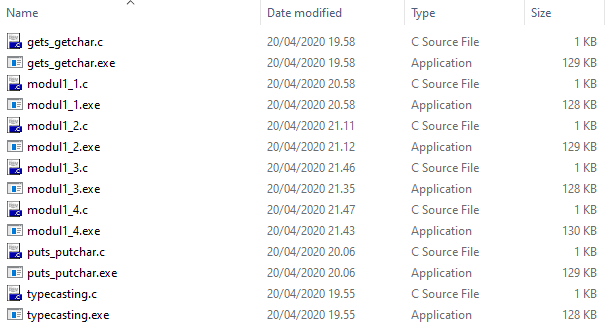 Name Date modified Type Size
gets_getchar.c 20/04/2020 19.58 C Source File 1 KB
gets_getchar.exe 20/04/2020 19.58 Application 129 KB
modul1_1.c 20/04/2020 20.58 C Source File 1 KB
modul1_1.exe 20/04/2020 20.58 Application 128 KB
modul1_2.c 20/04/2020 21.11 C Source File 1 KB
modul1_2.exe 20/04/2020 21.12 Application 129 KB
modul1_3.c 20/04/2020 21.46 C Source File 1 KB
modul1_3.exe 20/04/2020 21.35 Application 128 KB
modul1_4.c 20/04/2020 21.47 C Source File 1 KB
modul1_4.exe 20/04/2020 21.43 Application 130 KB
puts_putchar.c 20/04/2020 20.06 C Source File 1 KB
puts_putchar.exe 20/04/2020 20.06 Application 129 KB
typecasting.c 20/04/2020 19.55 C Source File 1 KB
typecasting.exe 20/04/2020 19.55 Application 128 KB